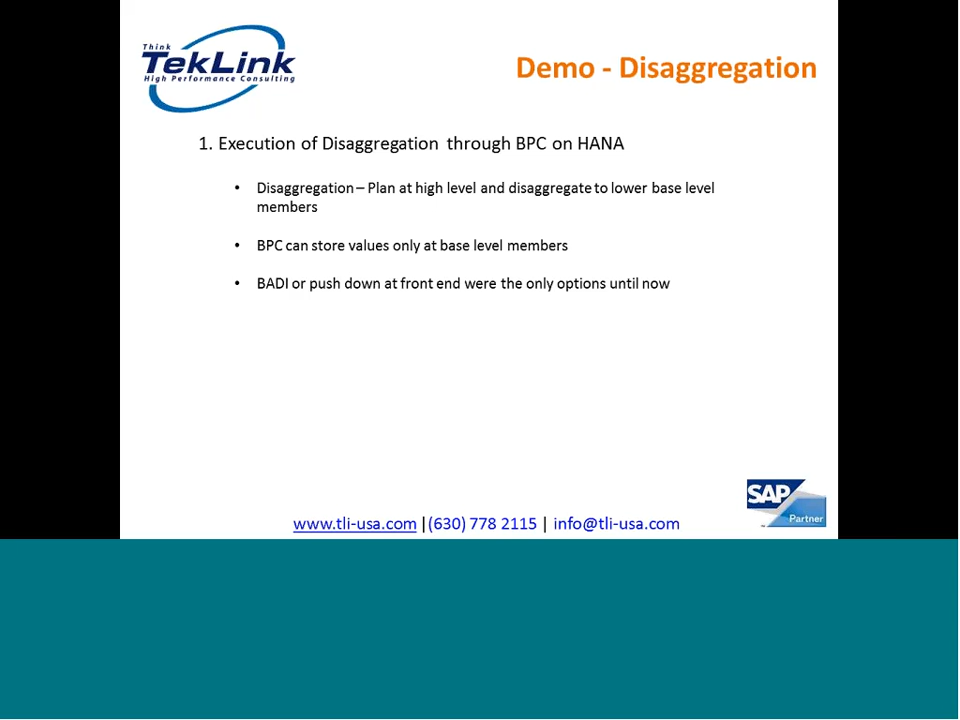 Think
TekLink
High Performance Consulting
Demo - Disaggregation
1. Execution of Disaggregation through BPC on HANA
• Disaggregation – Plan at high level and disaggregate to lower base level
members
• BPC can store values only at base level members
• BADI or push down at front end were the only options until now
SAP
Partner
www.tli-usa.com |(630) 778 2115 | info@tli-usa.com